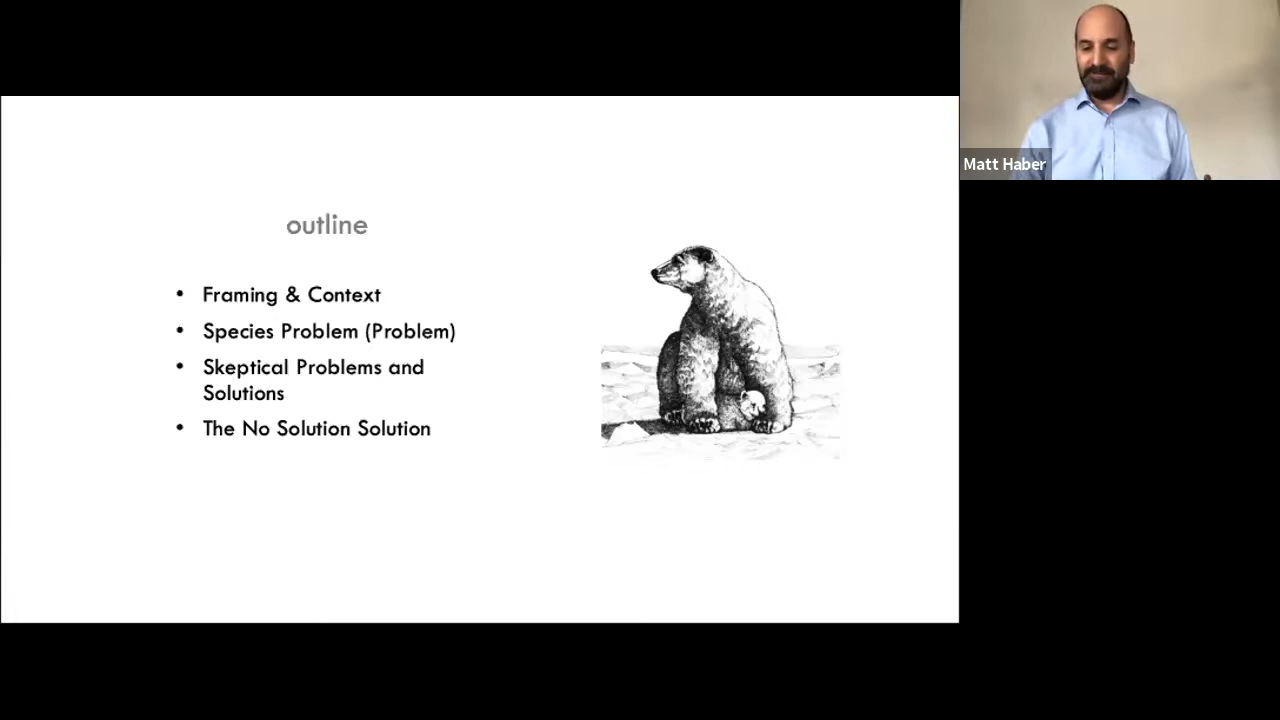 outline
• Framing & Context
• Species Problem (Problem)
• Skeptical Problems and
Solutions
• The No Solution Solution
Matt Haber